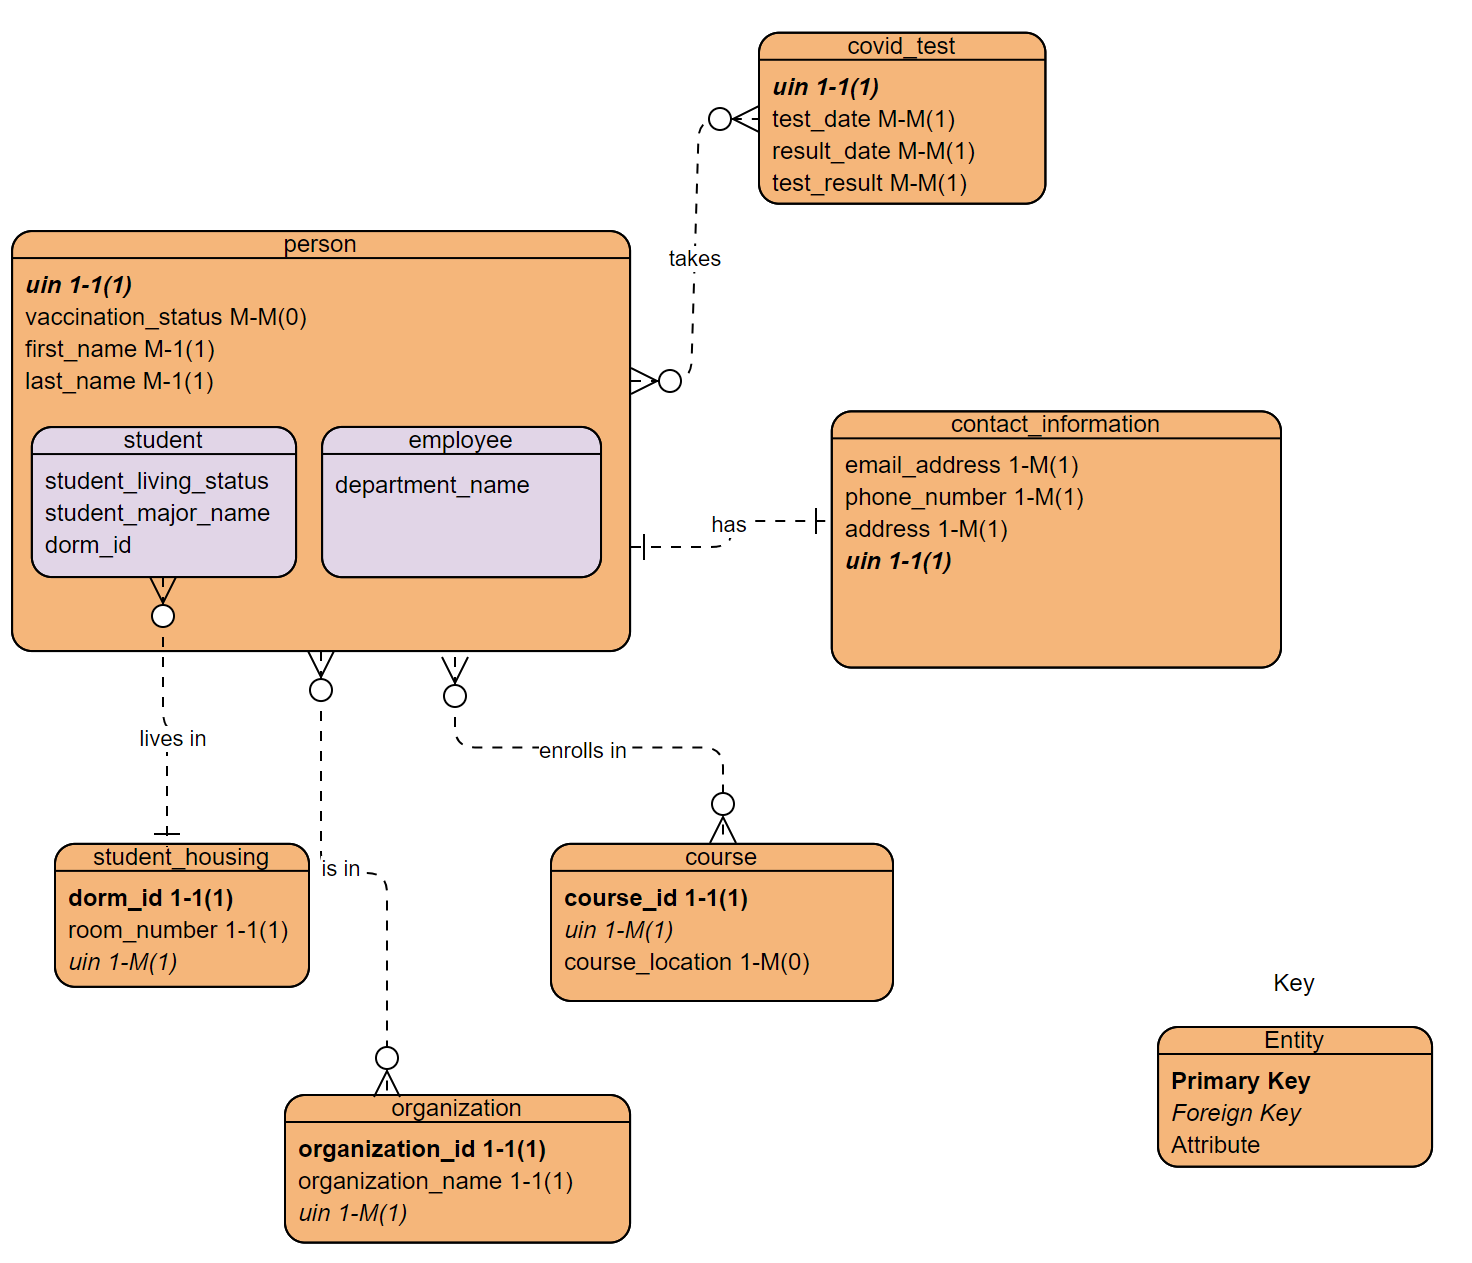 covid_test
uin 1-1(1)
test_date M-M(1)
result_date M-M(1)
test_result M-M(1)
takes
person
uin 1-1(1)
vaccination_status M-M(0)
first_name M-1(1)
last_name M-1(1)
student
student_living_status
student_major_name
dorm_id
employee
department_name
has
contact_information
email_address 1-M(1)
phone_number 1-M(1)
address 1-M(1)
uin 1-1(1)
lives in
enrolls in
is in
student_housing
dorm_id 1-1(1)
room_number 1-1(1)
uin 1-M(1)
course
course_id 1-1(1)
uin 1-M(1)
course_location 1-M(0)
organization
organization_id 1-1(1)
organization_name 1-1(1)
uin 1-M(1)
Key
Entity
Primary Key
Foreign Key
Attribute